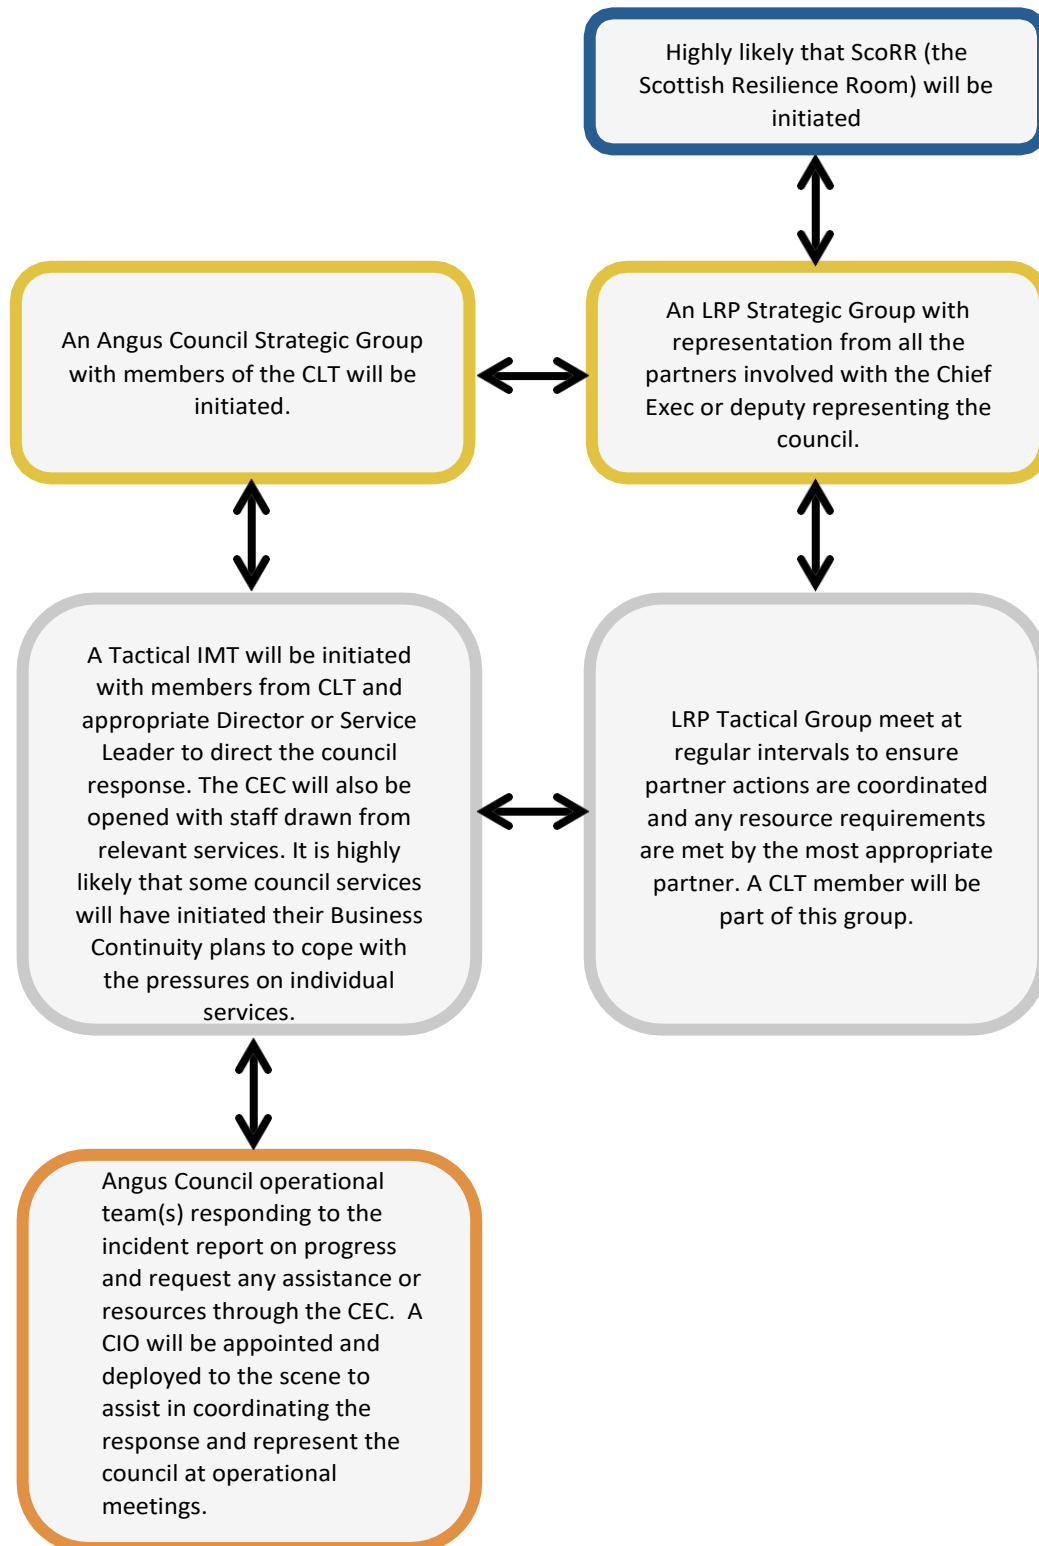 Highly likely that ScoRR (the
Scottish Resilience Room) will be
initiated
An Angus Council Strategic Group
with members of the CLT will be
initiated.
An LRP Strategic Group with
representation from all the
partners involved with the Chief
Exec or deputy representing the
council.
A Tactical IMT will be initiated
with members from CLT and
appropriate Director or Service
Leader to direct the council
response. The CEC will also be
opened with staff drawn from
relevant services. It is highly
likely that some council services
will have initiated their Business
Continuity plans to cope with
the pressures on individual
services.
LRP Tactical Group meet at
regular intervals to ensure
partner actions are coordinated
and any resource requirements
are met by the most appropriate
partner. A CLT member will be
part of this group.
Angus Council operational
team(s) responding to the
incident report on progress
and request any assistance or
resources through the CEC.  A
CIO will be appointed and
deployed to the scene to
assist in coordinating the
response and represent the
council at operational
meetings.